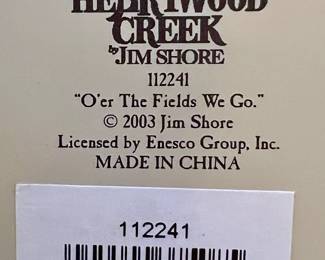 HEARTWOOD
CREEK
by JIM SHORE
112241
"O'er The Fields We Go."
© 2003 Jim Shore
Licensed by Enesco Group, Inc.
MADE IN CHINA
112241